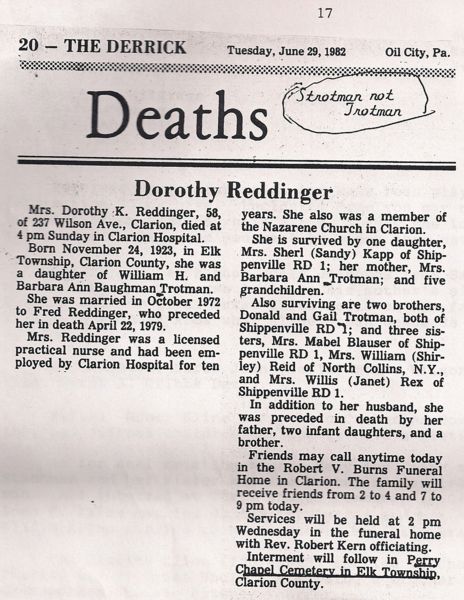 17
20 — THE DERRICK Tuesday, June 29, 1982 Oil City, Pa.
Deaths
Strotman not
Trotman
Dorothy Reddinger
Mrs. Dorothy K. Reddinger, 58,
of 237 Wilson Ave., Clarion, died at
4 pm Sunday in Clarion Hospital.
Born November 24, 1923, in Elk
Township, Clarion County, she was
a daughter of William H. and
Barbara Ann Baughman Trotman.
She was married in October 1972
to Fred Reddinger, who preceded
her in death April 22, 1979.
Mrs. Reddinger was a licensed
practical nurse and had been em-
ployed by Clarion Hospital for ten
years. She also was a member of
the Nazarene Church in Clarion.
She is survived by one daughter,
Mrs. Sherl (Sandy) Kapp of Ship-
penville RD 1; her mother, Mrs.
Barbara Ann Trotman; and five
grandchildren.
Also surviving are two brothers,
Donald and Gail Trotman, both of
Shippenville RD 1; and three sis-
ters, Mrs. Mabel Blauser of Ship-
penville RD 1, Mrs. William (Shir-
ley) Reid of North Collins, N.Y.,
and Mrs. Willis (Janet) Rex of
Shippenville RD 1.
In addition to her husband, she
was preceded in death by her
father, two infant daughters, and a
brother.
Friends may call anytime today
in the Robert V. Burns Funeral
Home in Clarion. The family will
receive friends from 2 to 4 and 7 to
9 pm today.
Services will be held at 2 pm
Wednesday in the funeral home
with Rev. Robert Kern officiating.
Interment will follow in Perry
Chapel Cemetery in Elk Township,
Clarion County.